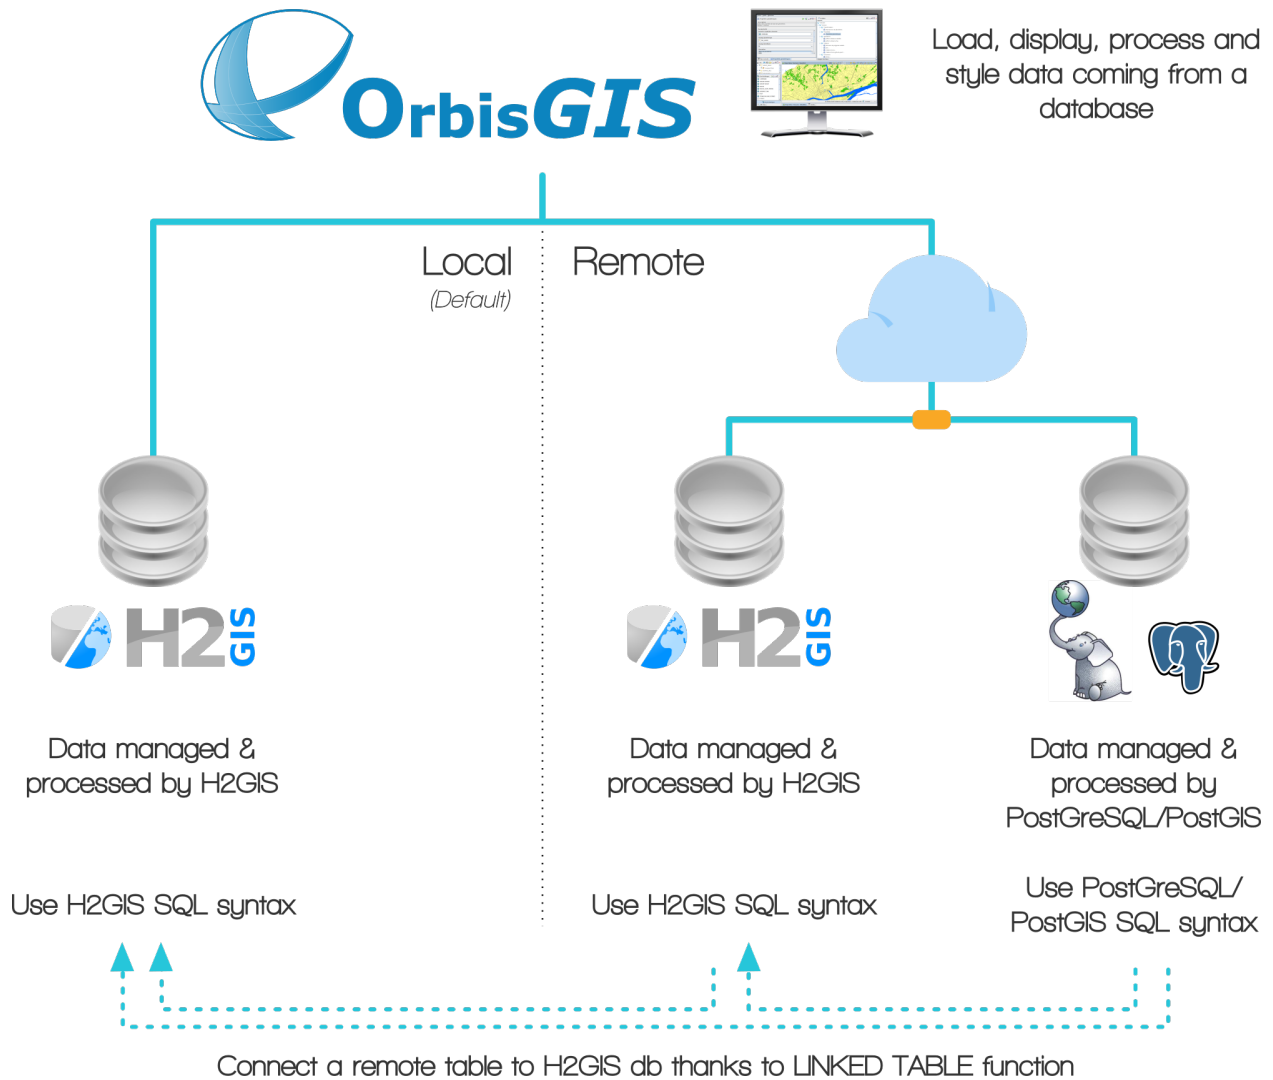 OrbisGIS
Load, display, process and
style data coming from a
database
Local
(Default)
Remote
H2GIS
H2GIS
Data managed &
processed by H2GIS
Data managed &
processed by H2GIS
Data managed &
processed by
PostGreSQL/PostGIS
Use H2GIS SQL syntax
Use H2GIS SQL syntax
Use PostGreSQL/
PostGIS SQL syntax
Connect a remote table to H2GIS db thanks to LINKED TABLE function